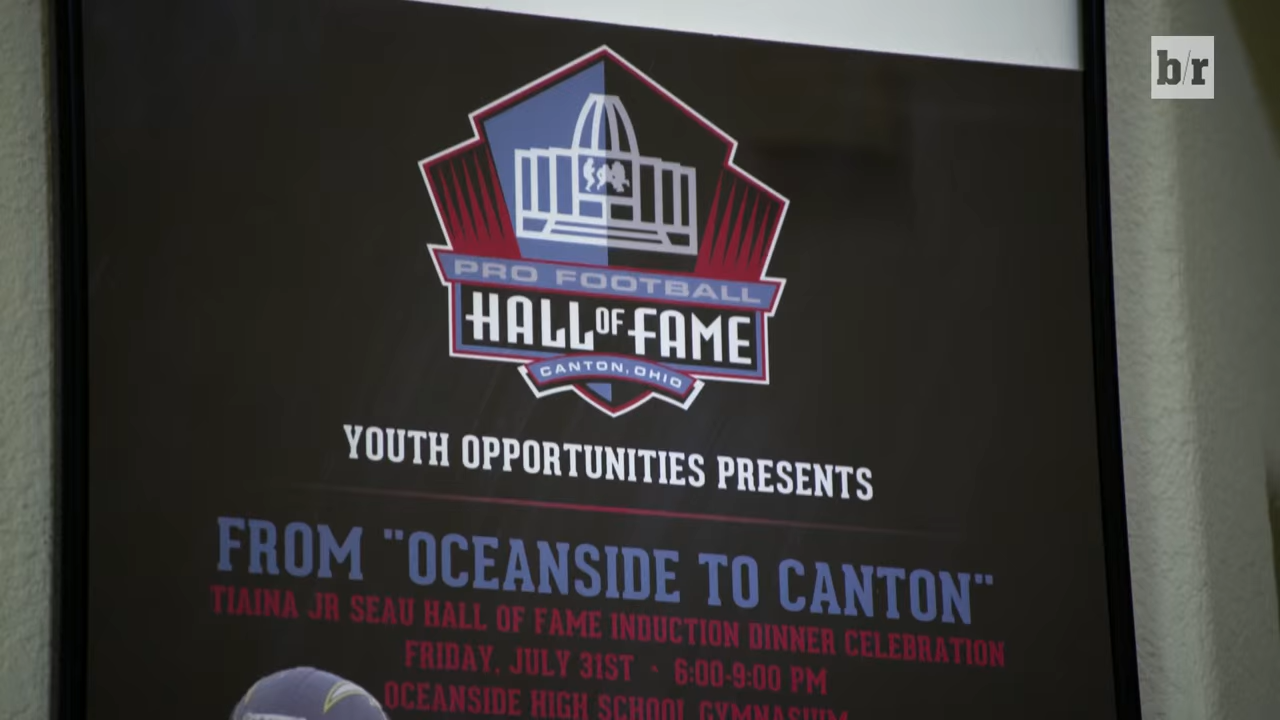 b/r
PRO FOOTBALL
HALL OF FAME
CANTON, OHIO
YOUTH OPPORTUNITIES PRESENTS
FROM "OCEANSIDE TO CANTON"
TIAINA JR SEAU HALL OF FAME INDUCTION DINNER CELEBRATION
FRIDAY, JULY 31ST · 6:00-9:00 PM
OCEANSIDE HIGH SCHOOL GYMNASIUM